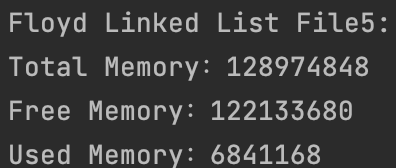 Floyd Linked List File5:
Total Memory: 128974848
Free Memory: 122133680
Used Memory: 6841168